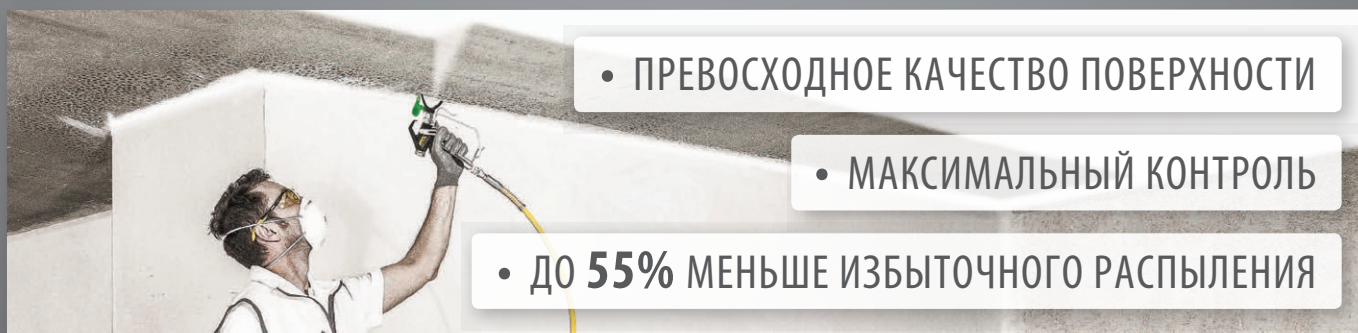 • ПРЕВОСХОДНОЕ КАЧЕСТВО ПОВЕРХНОСТИ
• МАКСИМАЛЬНЫЙ КОНТРОЛЬ
• ДО 55% МЕНЬШЕ ИЗБЫТОЧНОГО РАСПЫЛЕНИЯ